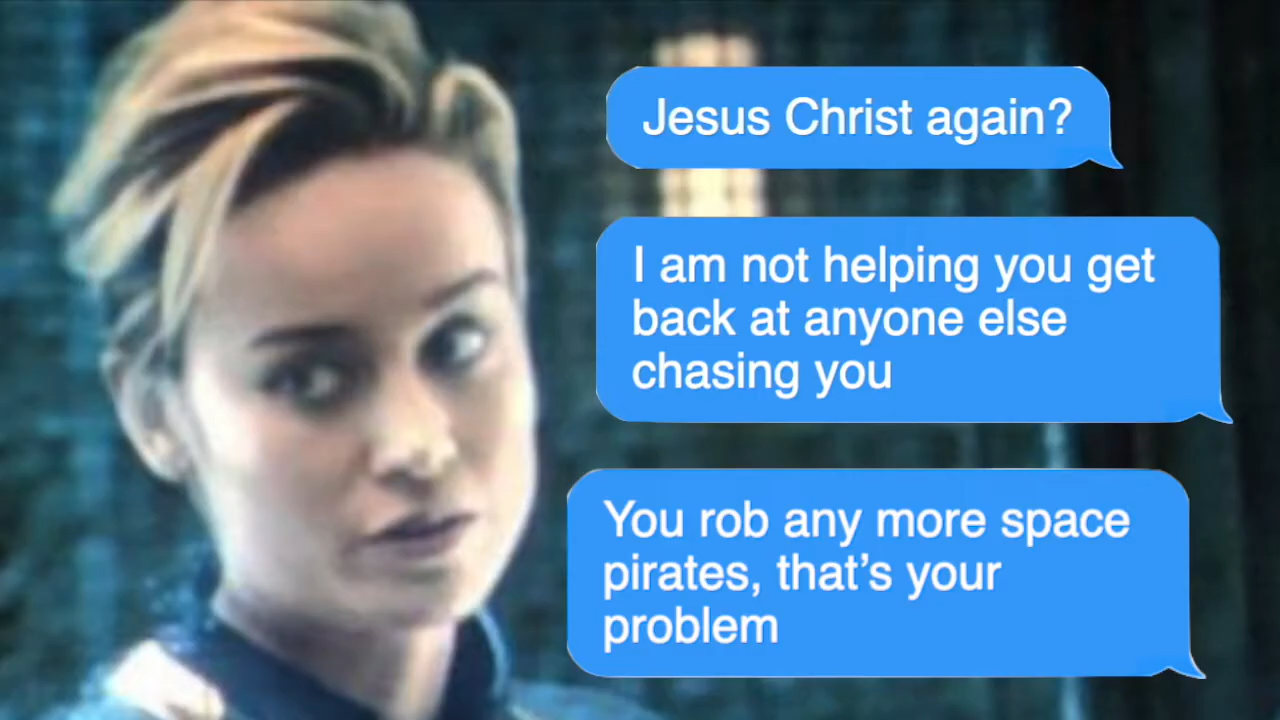 Jesus Christ again?
I am not helping you get
back at anyone else
chasing you
You rob any more space
pirates, that’s your
problem